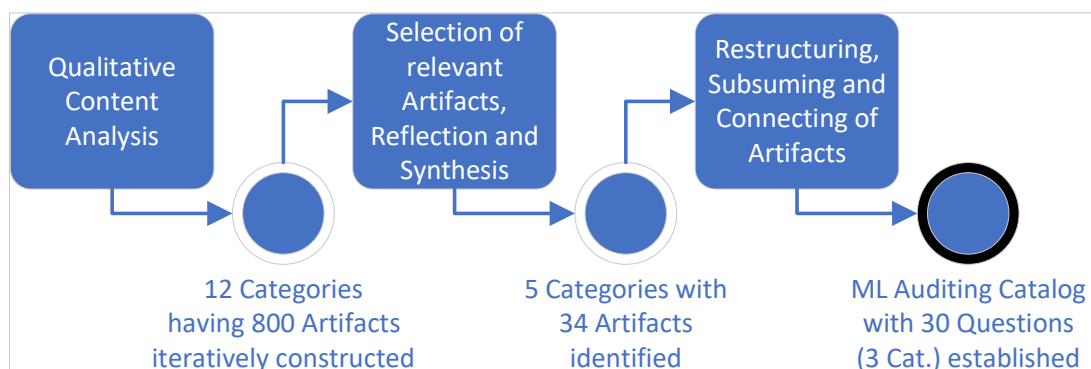 Qualitative
Content
Analysis
Selection of
relevant
Artifacts,
Reflection and
Synthesis
Restructuring,
Subsuming and
Connecting of
Artifacts
12 Categories
having 800 Artifacts
iteratively constructed
5 Categories with
34 Artifacts
identified
ML Auditing Catalog
with 30 Questions
(3 Cat.) established